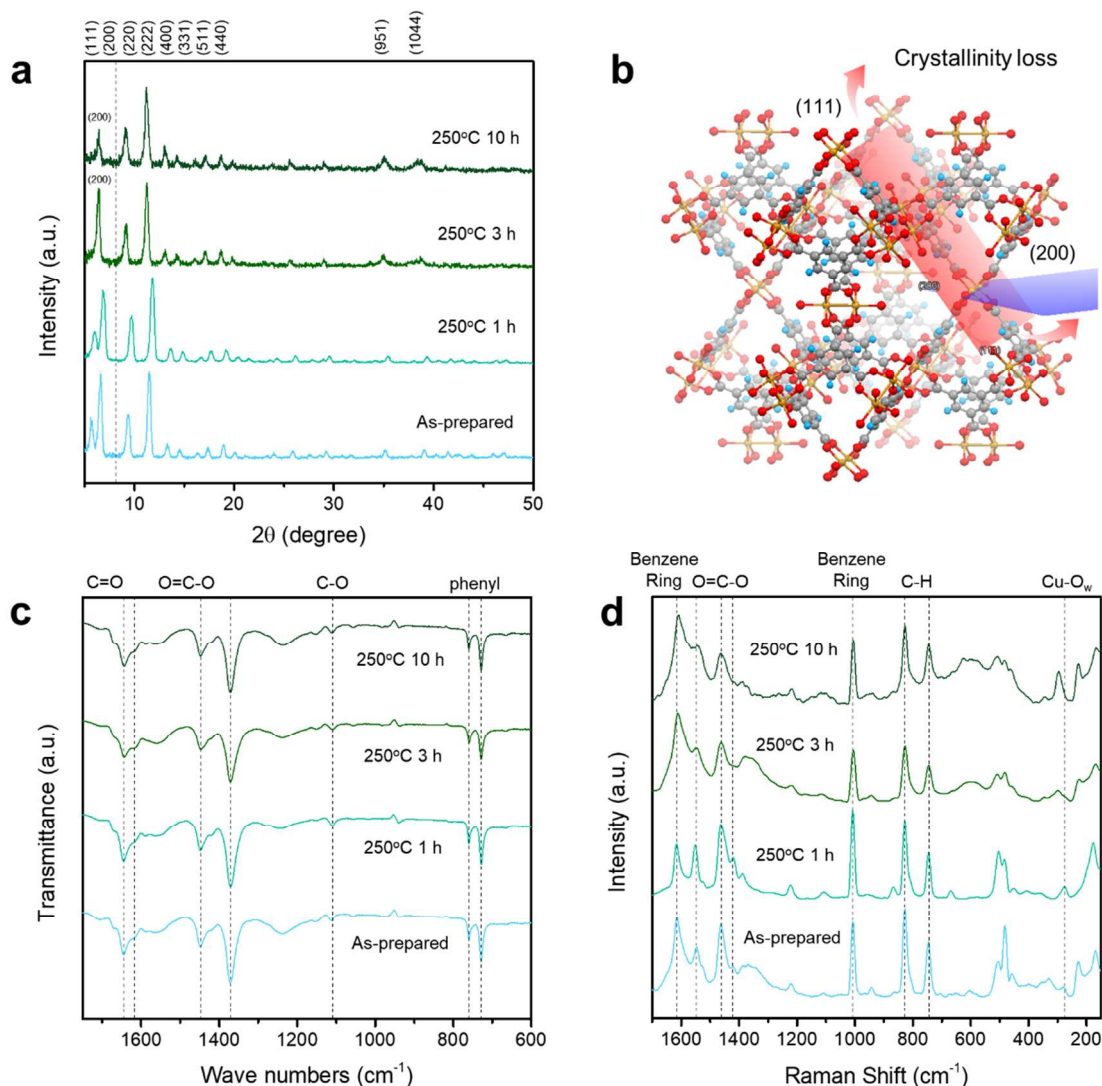 a
(111)
(200)
(220)
(222)
(400)
(331)
(511)
(440)
(951)
(1044)
(200)
250°C 10 h
(200)
250°C 3 h
250°C 1 h
As-prepared
Intensity (a.u.)
10 20 30 40 50
2θ (degree)
b
Crystallinity loss
(111)
(200)
c
C=O O=C-O C-O phenyl
250°C 10 h
250°C 3 h
250°C 1 h
As-prepared
Transmittance (a.u.)
1600 1400 1200 1000 800 600
Wave numbers (cm-1)
d
Benzene
Ring
O=C-O
Benzene
Ring
C-H
Cu-Ow
250°C 10 h
250°C 3 h
250°C 1 h
As-prepared
Intensity (a.u.)
1600 1400 1200 1000 800 600 400 200
Raman Shift (cm-1)